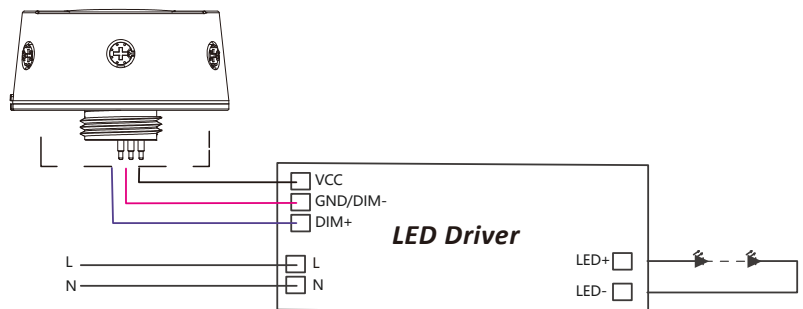 VCC
GND/DIM-
DIM+
LED Driver
L
L
LED+
N
N
LED-